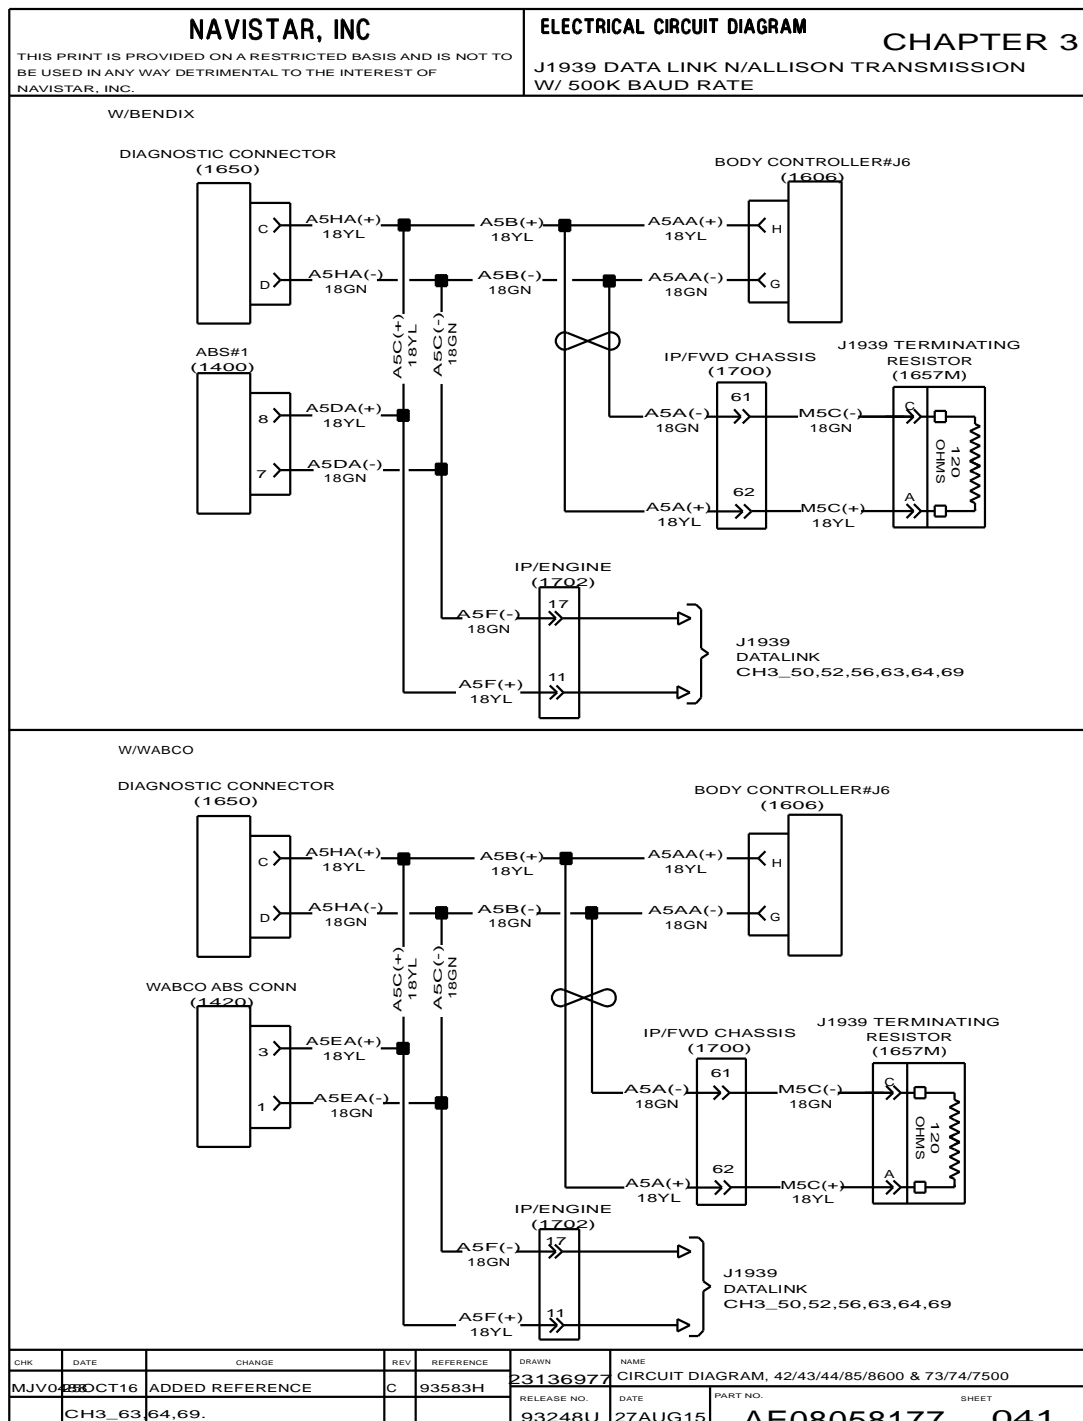 NAVISTAR, INC
THIS PRINT IS PROVIDED ON A RESTRICTED BASIS AND IS NOT TO
BE USED IN ANY WAY DETRIMENTAL TO THE INTEREST OF
NAVISTAR, INC.
ELECTRICAL CIRCUIT DIAGRAM
CHAPTER 3
J1939 DATA LINK N/ALLISON TRANSMISSION
W/ 500K BAUD RATE
W/BENDIX
DIAGNOSTIC CONNECTOR
(1650)
BODY CONTROLLER#J6
(1606)
C
A5HA(+)
18YL
A5B(+)
18YL
A5AA(+)
18YL
H
D
A5HA(-)
18GN
A5B(-)
18GN
A5AA(-)
18GN
G
A5C(+)
18YL
A5C(-)
18GN
ABS#1
(1400)
IP/FWD CHASSIS
(1700)
J1939 TERMINATING
RESISTOR
(1657M)
8
A5DA(+)
18YL
A5A(-)
18GN
61
M5C(-)
18GN
C
120
OHMS
7
A5DA(-)
18GN
A5A(+)
18YL
62
M5C(+)
18YL
A
IP/ENGINE
(1702)
A5F(-)
18GN
17
A5F(+)
18YL
11
J1939
DATALINK
CH3_50,52,56,63,64,69
W/WABCO
DIAGNOSTIC CONNECTOR
(1650)
BODY CONTROLLER#J6
(1606)
C
A5HA(+)
18YL
A5B(+)
18YL
A5AA(+)
18YL
H
D
A5HA(-)
18GN
A5B(-)
18GN
A5AA(-)
18GN
G
A5C(+)
18YL
A5C(-)
18GN
WABCO ABS CONN
(1420)
IP/FWD CHASSIS
(1700)
J1939 TERMINATING
RESISTOR
(1657M)
3
A5EA(+)
18YL
A5A(-)
18GN
61
M5C(-)
18GN
C
120
OHMS
1
A5EA(-)
18GN
A5A(+)
18YL
62
M5C(+)
18YL
A
IP/ENGINE
(1702)
A5F(-)
18GN
17
A5F(+)
18YL
11
J1939
DATALINK
CH3_50,52,56,63,64,69
CHK DATE CHANGE REV REFERENCE
ADDED REFERENCE C 93583H
CH3_63,64,69.
DRAWN
23136977
NAME
CIRCUIT DIAGRAM, 42/43/44/85/8600 & 73/74/7500
RELEASE NO.
93248U
DATE
27AUG15
PART NO.
AE08058177
SHEET
041